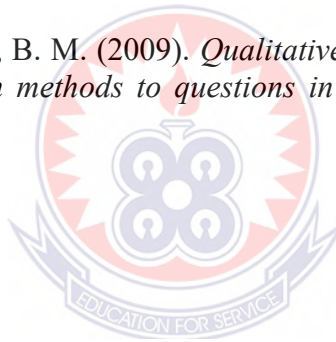 , B. M. (2009). Qualitative
methods to questions in
EDUCATION FOR SERVICE